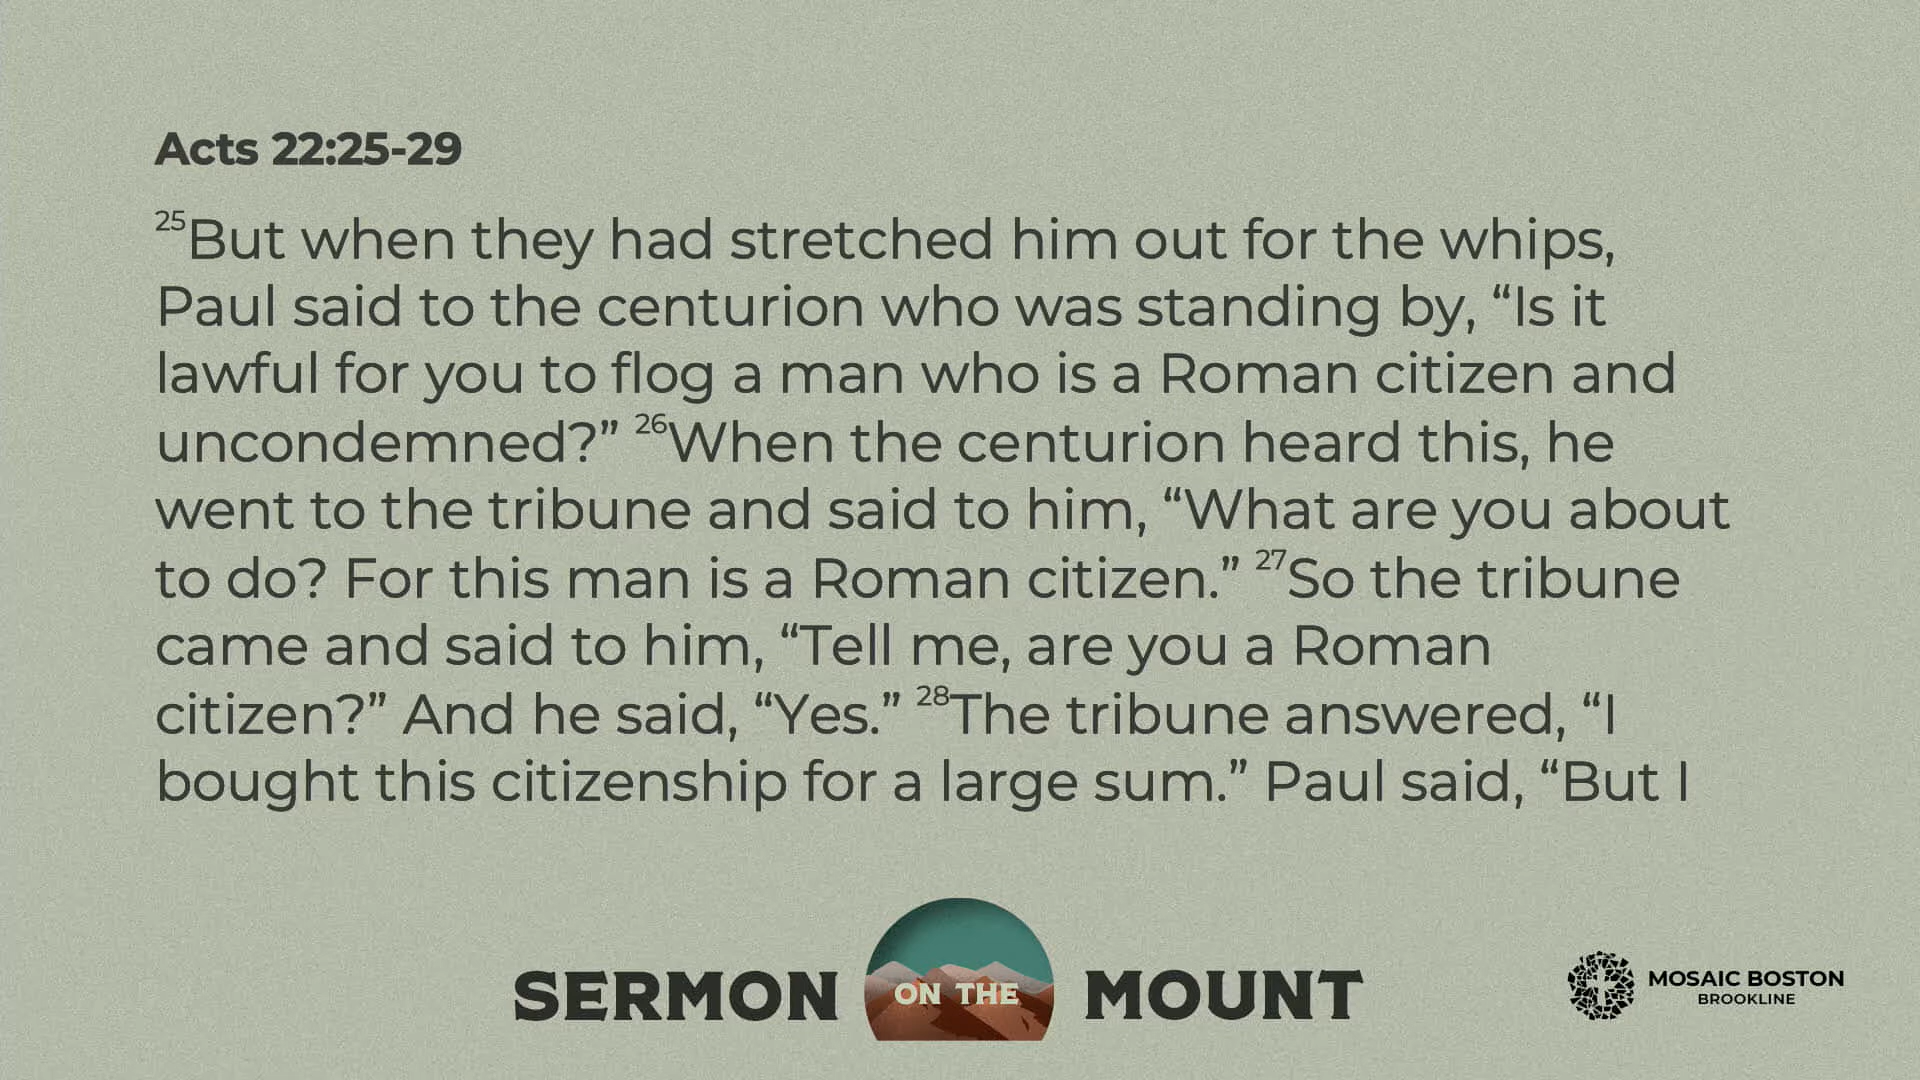 Acts 22:25-29
25But when they had stretched him out for the whips,
Paul said to the centurion who was standing by, “Is it
lawful for you to flog a man who is a Roman citizen and
uncondemned?” 26When the centurion heard this, he
went to the tribune and said to him, “What are you about
to do? For this man is a Roman citizen.” 27So the tribune
came and said to him, “Tell me, are you a Roman
citizen?” And he said, “Yes.” 28The tribune answered, “I
bought this citizenship for a large sum.” Paul said, “But I
SERMON ON THE MOUNT
MOSAIC BOSTON
BROOKLINE